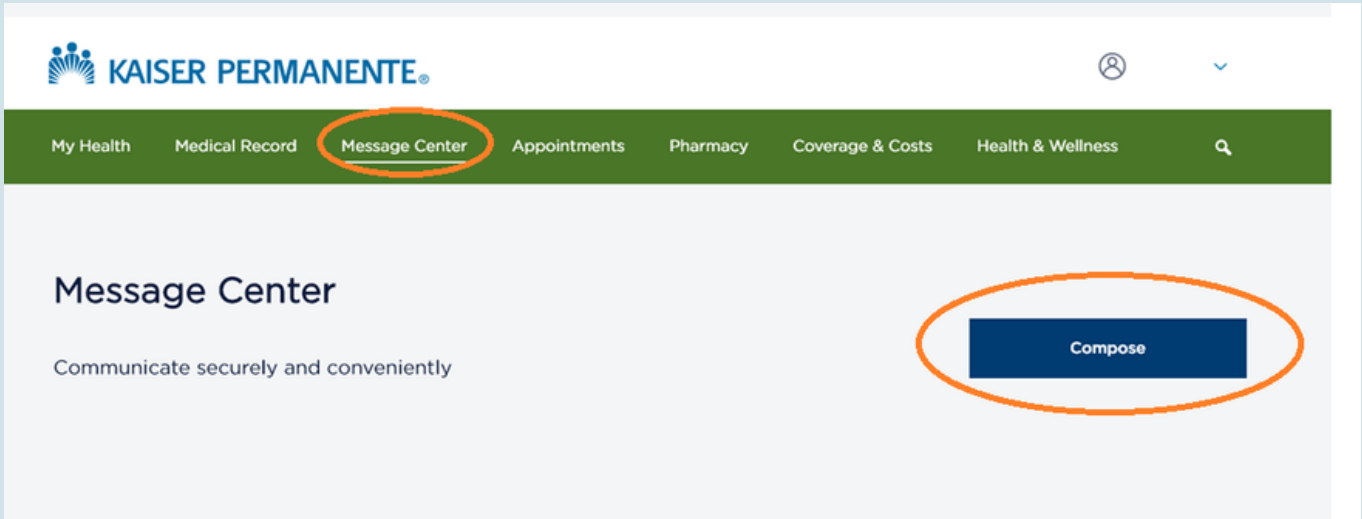 KAISER PERMANENTE®
My Health Medical Record Message Center Appointments Pharmacy Coverage & Costs Health & Wellness
Message Center
Compose
Communicate securely and conveniently